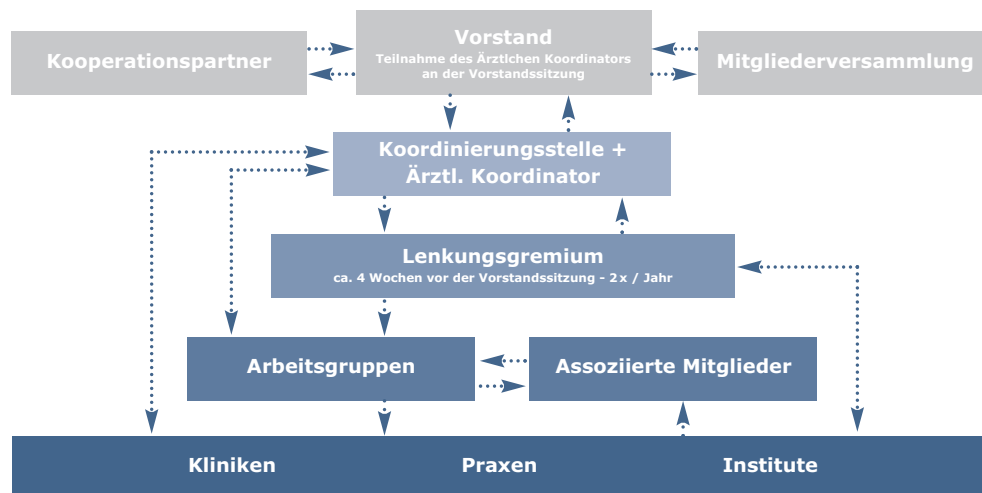 Vorstand
Teilnahme des Ärztlchen Koordinators
an der Vorstandssitzung
Kooperationspartner
Mitgliederversammlung
Koordinierungsstelle +
Ärztl. Koordinator
Lenkungsgremium
ca. 4 Wochen vor der Vorstandssitzung – 2x / Jahr
Arbeitsgruppen
Assoziierte Mitglieder
Kliniken
Praxen
Institute